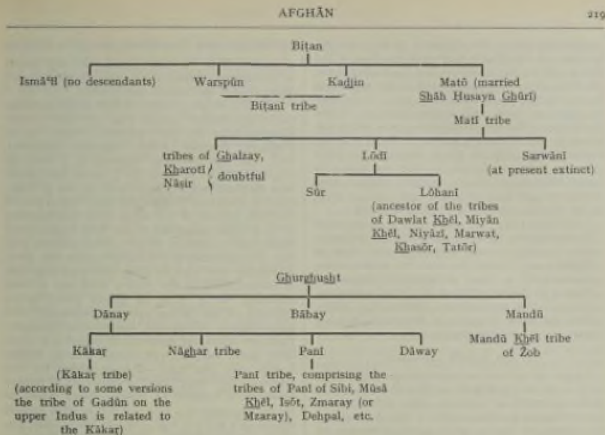 AFGHĀN 219
Bīṭan
Ismāʿīl (no descendants) Warspūn Kadjin Matō (married
Shāh Ḥusayn Ghūrī)
Bīṭanī tribe
Matī tribe
tribes of Ghalzay, Lōdī Sarwānī
Kharotī (at present extinct)
Nāṣir doubtful
Sūr Lōhanī
(ancestor of the tribes
of Dawlat Khēl, Miyān
Khēl, Niyāzī, Marwat,
Khasōr, Tatōr)
Ghurghusht
Dānay Bābay Mandū
Mandū Khēl tribe
of Žob
Kākaṛ Nāghar tribe Panī Dāway
(Kākaṛ tribe) Panī tribe, comprising the
(according to some versions tribes of Panī of Sibi, Mūsā
the tribe of Gadūn on the Khēl, Isōt, Zmaray (or
upper Indus is related to Mzaray), Dehpal, etc.
the Kākaṛ)